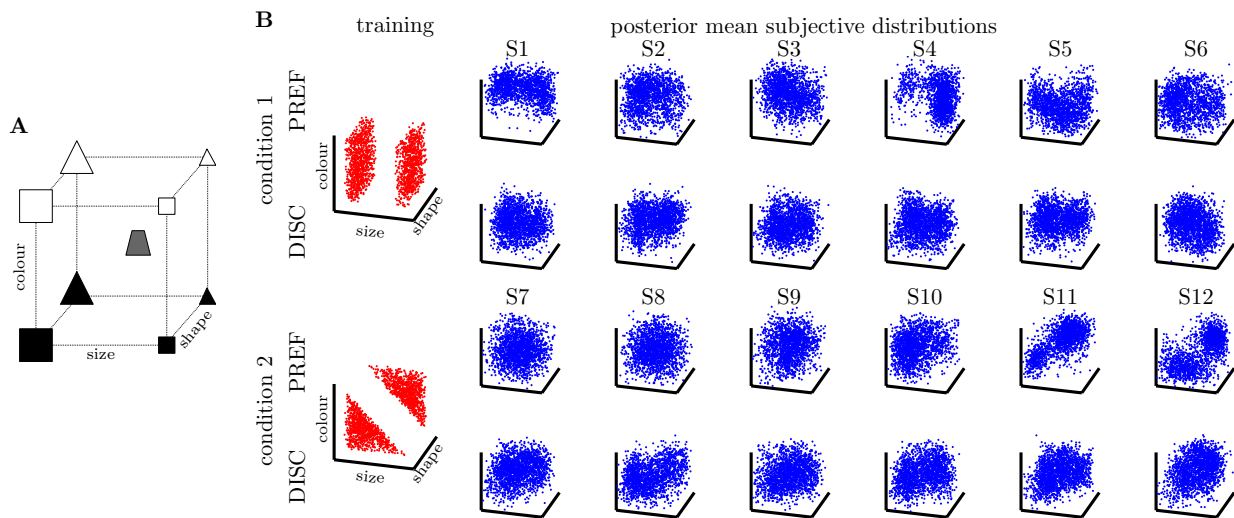 A
colour
size
shape
B
training
posterior mean subjective distributions
S1 S2 S3 S4 S5 S6
condition 1
PREF
DISC
colour
size
shape
S7 S8 S9 S10 S11 S12
condition 2
PREF
DISC
colour
size
shape